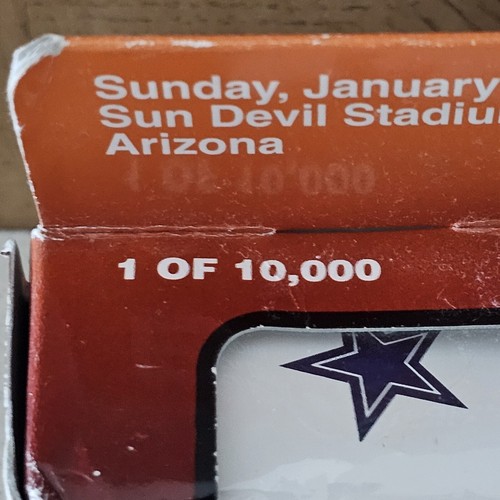 Sunday, January
Sun Devil Stadiu
Arizona
1 OF 10,000
1 OF 10,000